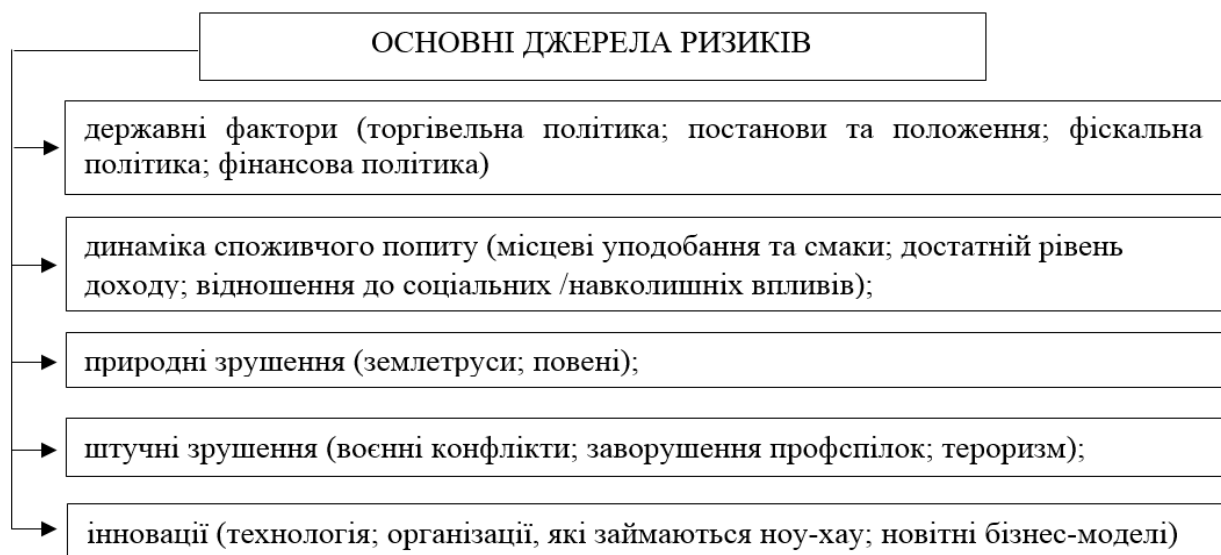 ОСНОВНІ ДЖЕРЕЛА РИЗИКІВ
державні фактори (торгівельна політика; постанови та положення; фіскальна
політика; фінансова політика)
динаміка споживчого попиту (місцеві уподобання та смаки; достатній рівень
доходу; відношення до соціальних /навколишніх впливів);
природні зрушення (землетруси; повені);
штучні зрушення (воєнні конфлікти; заворушення профспілок; тероризм);
інновації (технологія; організації, які займаються ноу-хау; новітні бізнес-моделі)